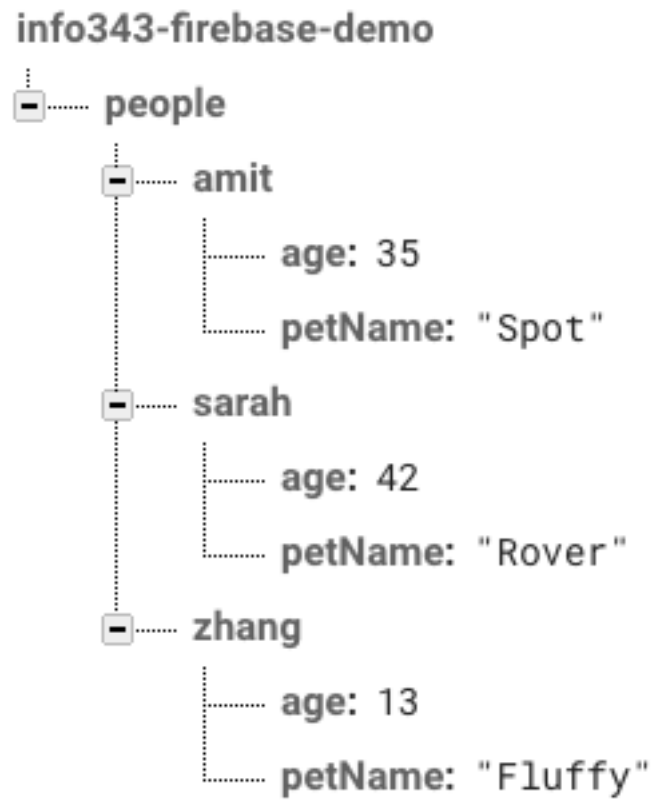 info343-firebase-demo
people
amit
age: 35
petName: "Spot"
sarah
age: 42
petName: "Rover"
zhang
age: 13
petName: "Fluffy"